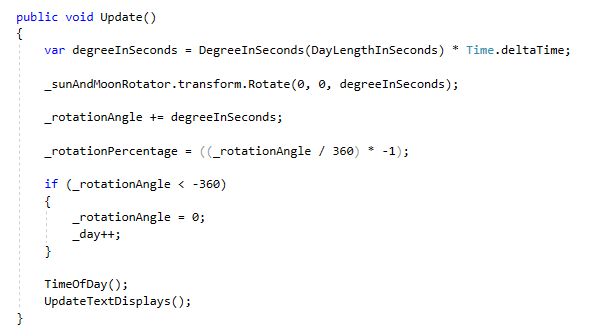 public void Update()
{
var degreeInSeconds = DegreeInSeconds(DayLengthInSeconds) * Time.deltaTime;
_sunAndMoonRotator.transform.Rotate(0, 0, degreeInSeconds);
_rotationAngle += degreeInSeconds;
_rotationPercentage = ((_rotationAngle / 360) * -1);
if (_rotationAngle < -360)
{
_rotationAngle = 0;
_day++;
}
TimeOfDay();
UpdateTextDisplays();
}